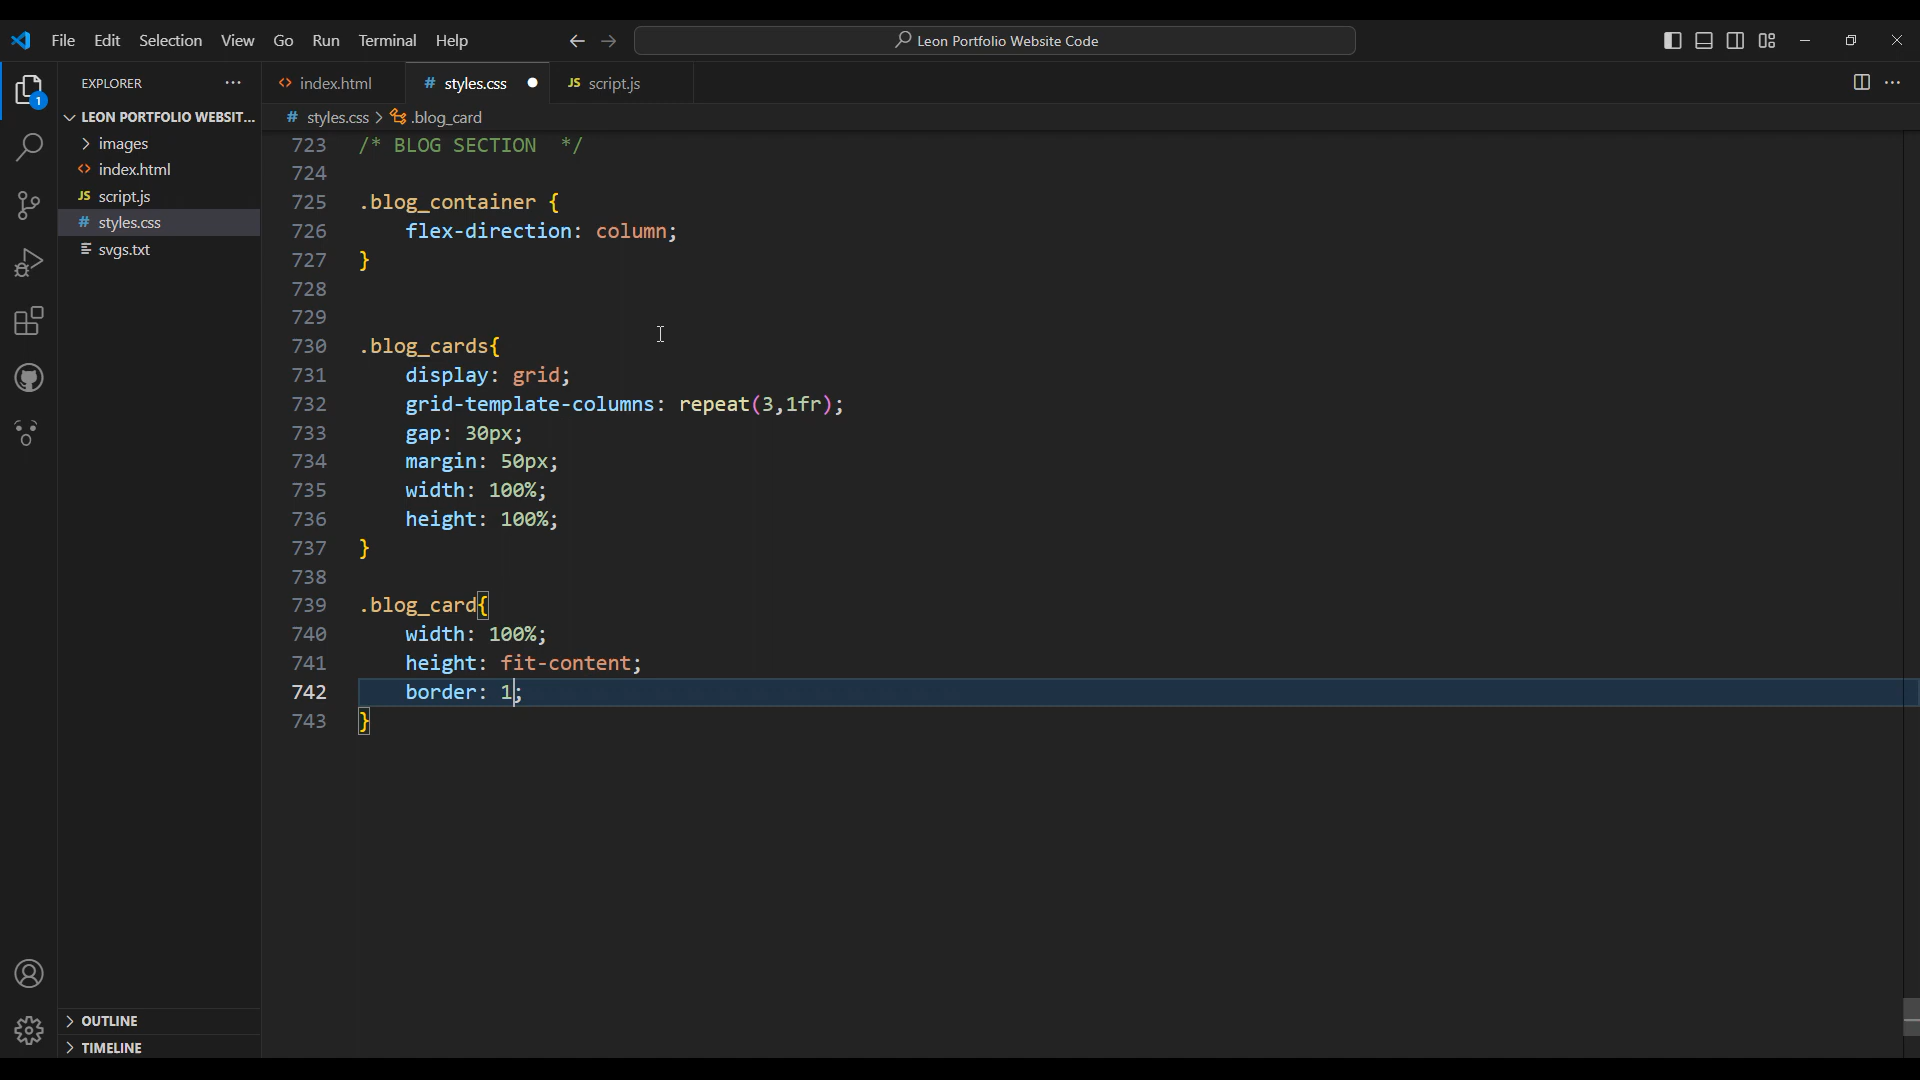 File Edit Selection View Go Run Terminal Help
Leon Portfolio Website Code
EXPLORER
index.html
# styles.css
JS script.js
1
LEON PORTFOLIO WEBSIT...
images
index.html
JS script.js
# styles.css
svgs.txt
# styles.css > .blog_card
723 /* BLOG SECTION  */
724
725 .blog_container {
726     flex-direction: column;
727 }
728
729
730 .blog_cards{
731     display: grid;
732     grid-template-columns: repeat(3,1fr);
733     gap: 30px;
734     margin: 50px;
735     width: 100%;
736     height: 100%;
737 }
738
739 .blog_card{
740     width: 100%;
741     height: fit-content;
742     border: 1;
743 }
OUTLINE
TIMELINE